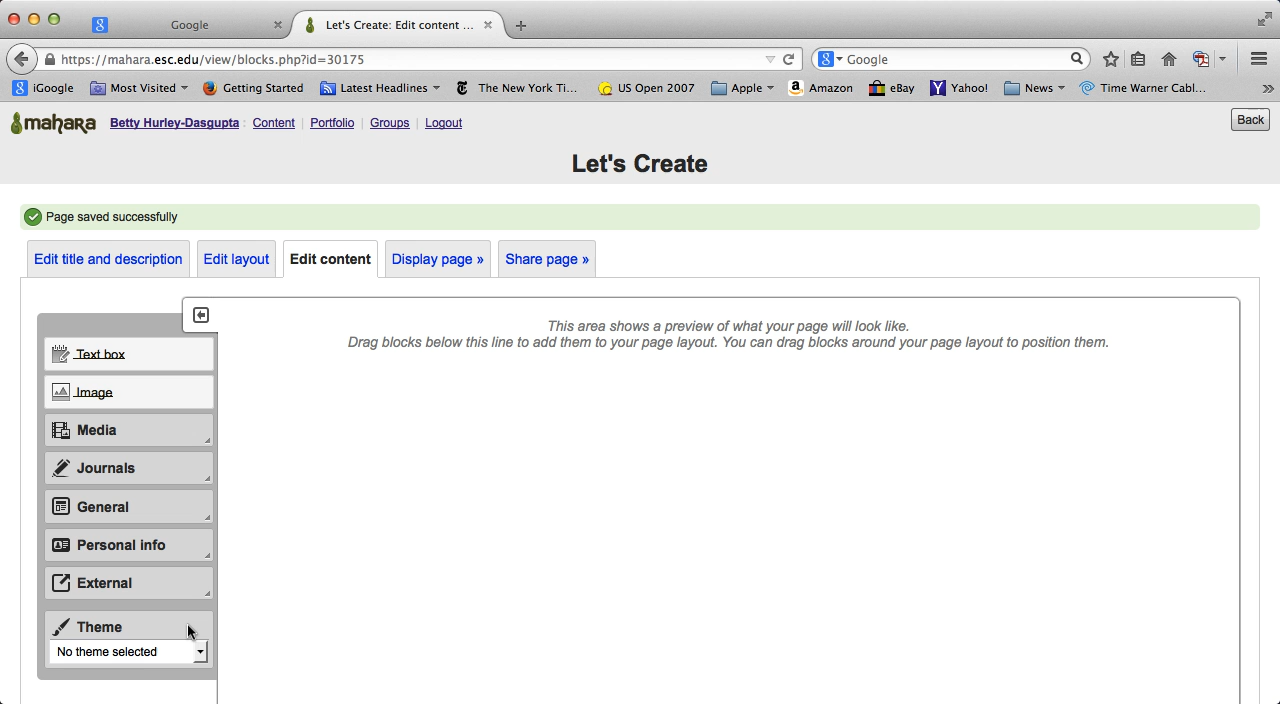 Google
Let's Create: Edit content ...
https://mahara.esc.edu/view/blocks.php?id=30175
Google
iGoogle
Most Visited
Getting Started
Latest Headlines
The New York Ti...
US Open 2007
Apple
Amazon
eBay
Yahoo!
News
Time Warner Cabl...
mahara
Betty Hurley-Dasgupta : Content | Portfolio | Groups | Logout
Back
Let's Create
Page saved successfully
Edit title and description
Edit layout
Edit content
Display page »
Share page »
This area shows a preview of what your page will look like.
Drag blocks below this line to add them to your page layout. You can drag blocks around your page layout to position them.
Text box
Image
Media
Journals
General
Personal info
External
Theme
No theme selected